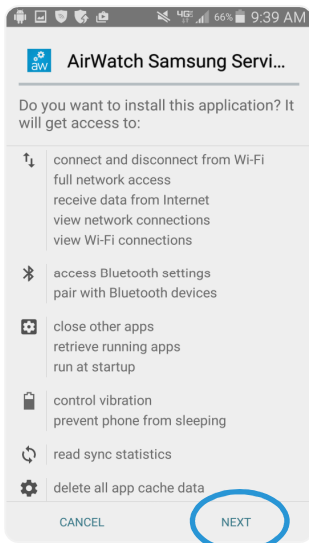 4G 66% 9:39 AM
aw AirWatch Samsung Servi...
Do you want to install this application? It
will get access to:
connect and disconnect from Wi-Fi
full network access
receive data from Internet
view network connections
view Wi-Fi connections
access Bluetooth settings
pair with Bluetooth devices
close other apps
retrieve running apps
run at startup
control vibration
prevent phone from sleeping
read sync statistics
delete all app cache data
CANCEL NEXT